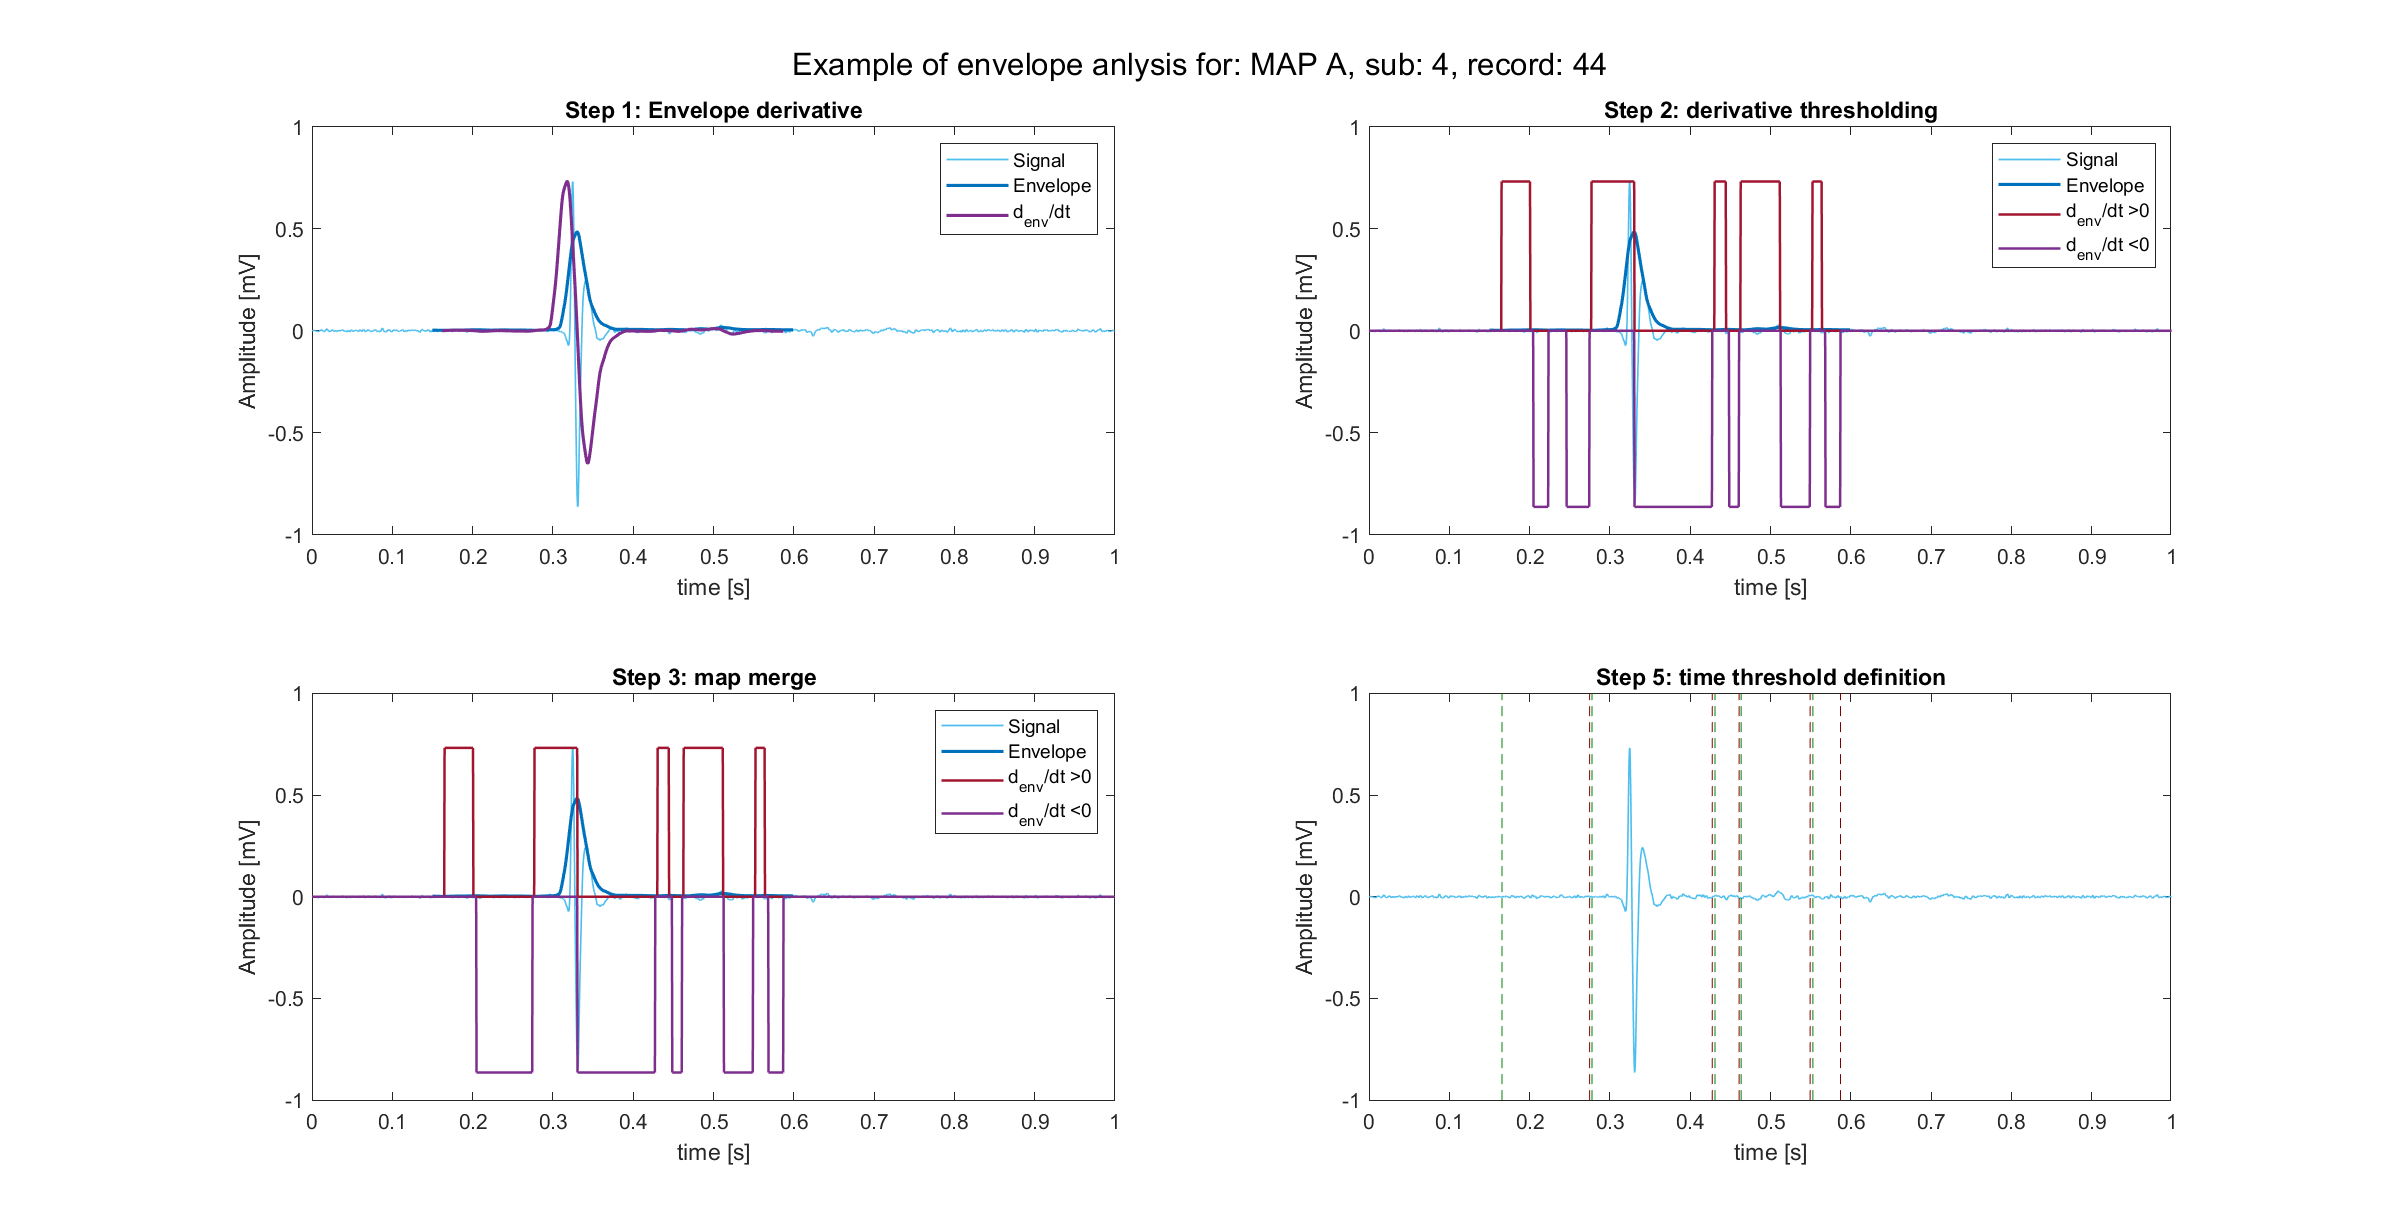 Example of envelope anlysis for: MAP A, sub: 4, record: 44
Step 1: Envelope derivative
1
0.5
0
-0.5
-1
Amplitude [mV]
0 0.1 0.2 0.3 0.4 0.5 0.6 0.7 0.8 0.9 1
time [s]
Signal
Envelope
denv/dt
Step 2: derivative thresholding
1
0.5
0
-0.5
-1
Amplitude [mV]
0 0.1 0.2 0.3 0.4 0.5 0.6 0.7 0.8 0.9 1
time [s]
Signal
Envelope
denv/dt >0
denv/dt <0
Step 3: map merge
1
0.5
0
-0.5
-1
Amplitude [mV]
0 0.1 0.2 0.3 0.4 0.5 0.6 0.7 0.8 0.9 1
time [s]
Signal
Envelope
denv/dt >0
denv/dt <0
Step 5: time threshold definition
1
0.5
0
-0.5
-1
Amplitude [mV]
0 0.1 0.2 0.3 0.4 0.5 0.6 0.7 0.8 0.9 1
time [s]